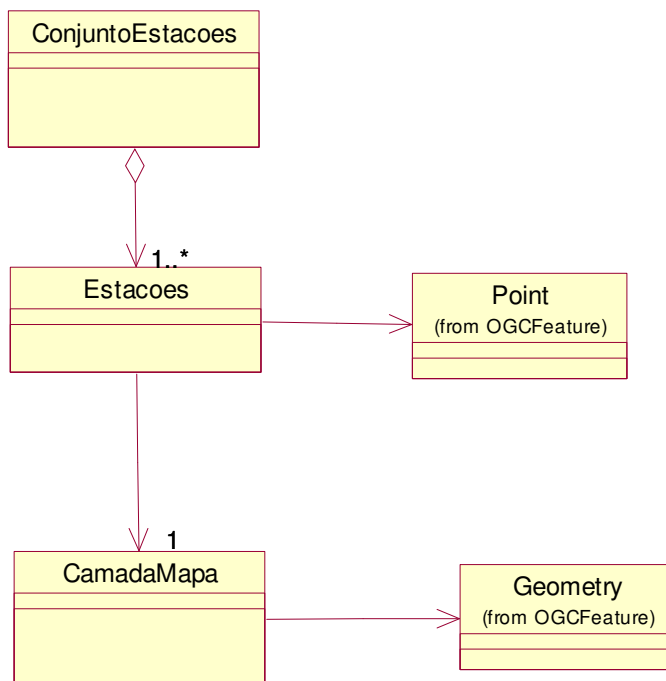 ConjuntoEstacoes
1..*
Estacoes
Point
(from OGCFeature)
1
CamadaMapa
Geometry
(from OGCFeature)